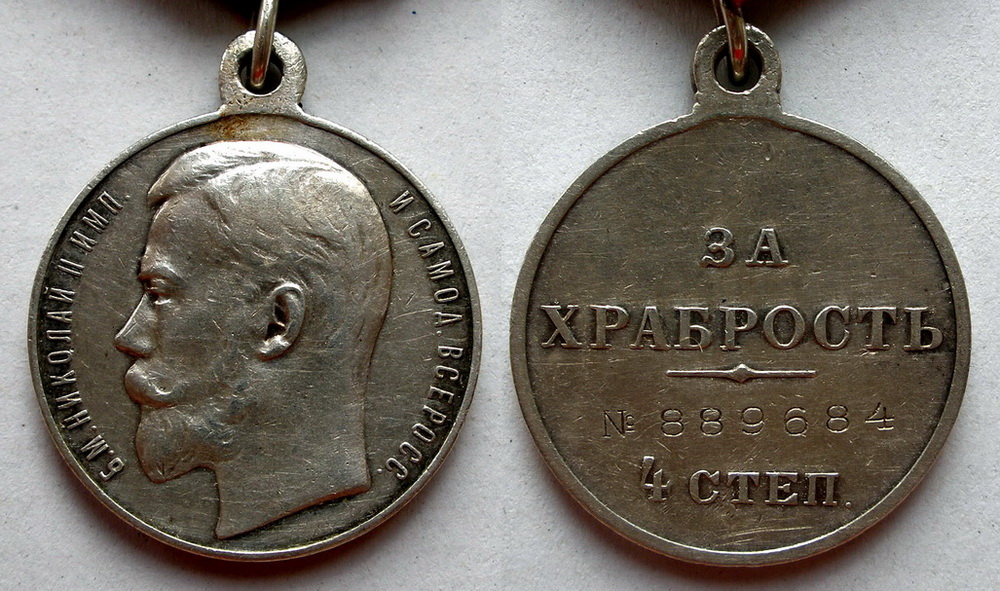 Б.М.НИКОЛАЙ II ИМП.
И САМОД.ВСЕРОСС.
ЗА
ХРАБРОСТЬ
№ 889684
4 СТЕП.